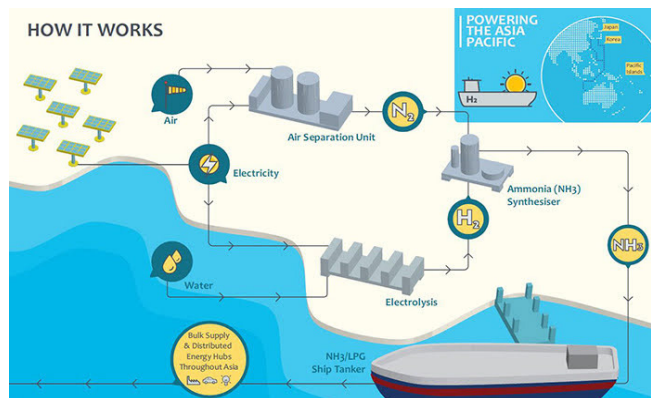 HOW IT WORKS
POWERING
THE ASIA
PACIFIC
Japan
Korea
Pacific
Islands
H2
Air
Air Separation Unit
N2
Electricity
Ammonia (NH3)
Synthesiser
H2
NH3
Water
Electrolysis
Bulk Supply
& Distributed
Energy Hubs
Throughout Asia
NH3/LPG
Ship Tanker